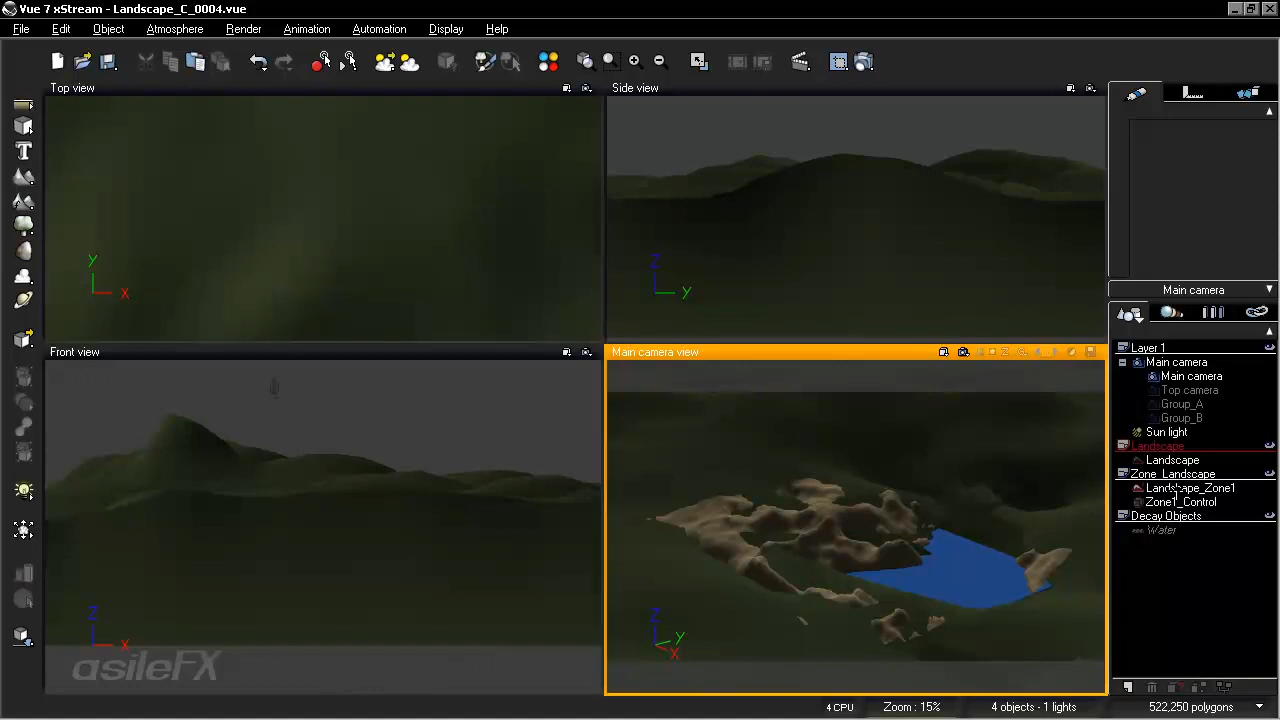 Vue 7 xStream - Landscape_C_0004.vue
File Edit Object Atmosphere Render Animation Automation Display Help
Top view
Side view
Y
X
Z
Y
Main camera
Front view
Main camera view
Layer 1
Main camera
Main camera
Top camera
Group_A
Group_B
Sun light
Landscape
Landscape
Zone_Landscape
Landscape_Zone1
Zone1_Control
Decay Objects
Water
Z
X
Z
Y
X
asileFX
4 CPU Zoom : 15% 4 objects - 1 lights 522,250 polygons